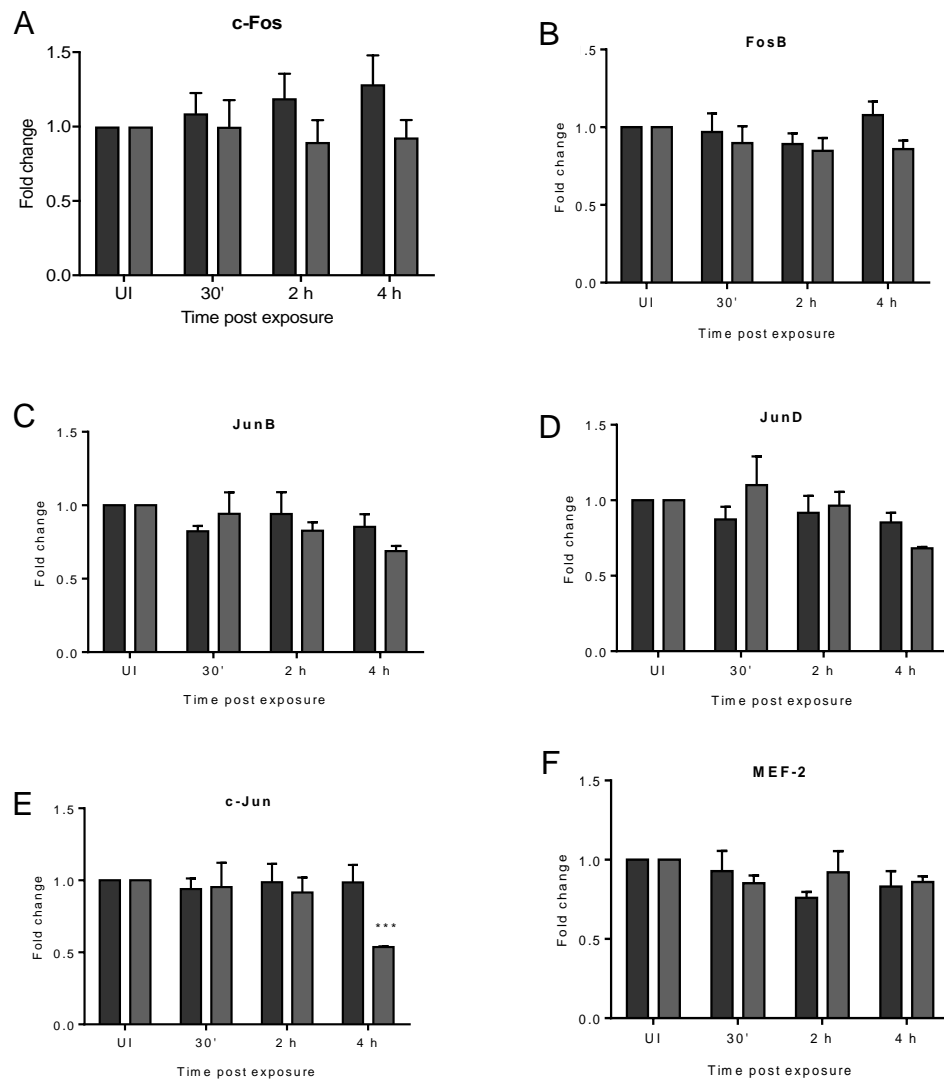 A
c-Fos
1.5
1.0
0.5
0.0
Fold change
UI 30' 2 h 4 h
Time post exposure
B
FosB
.5
1.0
0.5
0.0
Fold change
UI 30' 2 h 4 h
Time post exposure
C
JunB
1.5
1.0
0.5
0.0
Fold change
UI 30' 2 h 4 h
Time post exposure
D
JunD
1.5
1.0
0.5
0.0
Fold change
UI 30' 2 h 4 h
Time post exposure
E
c-Jun
1.5
1.0
0.5
0.0
Fold change
***
UI 30' 2 h 4 h
Time post exposure
F
MEF-2
1.5
1.0
0.5
0.0
Fold change
UI 30' 2 h 4 h
Time post exposure